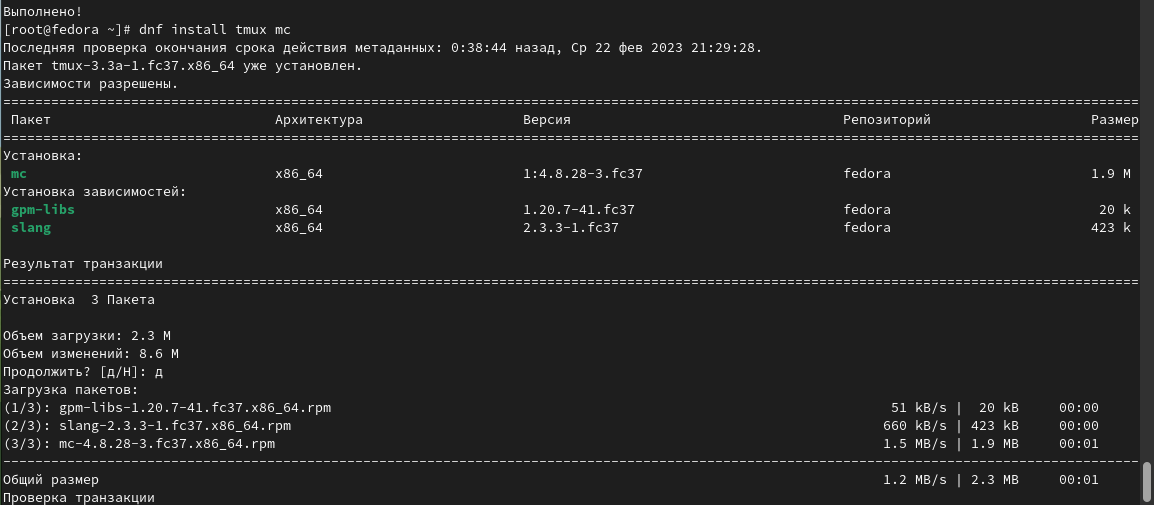 Выполнено!
[root@fedora ~]# dnf install tmux mc
Последняя проверка окончания срока действия метаданных: 0:38:44 назад, Ср 22 фев 2023 21:29:28.
Пакет tmux-3.3a-1.fc37.x86_64 уже установлен.
Зависимости разрешены.
Пакет Архитектура Версия Репозиторий Размер
Установка:
mc x86_64 1:4.8.28-3.fc37 fedora 1.9 M
Установка зависимостей:
gpm-libs x86_64 1.20.7-41.fc37 fedora 20 k
slang x86_64 2.3.3-1.fc37 fedora 423 k
Результат транзакции
Установка  3 Пакета
Объем загрузки: 2.3 M
Объем изменений: 8.6 M
Продолжить? [д/Н]: д
Загрузка пакетов:
(1/3): gpm-libs-1.20.7-41.fc37.x86_64.rpm 51 kB/s | 20 kB 00:00
(2/3): slang-2.3.3-1.fc37.x86_64.rpm 660 kB/s | 423 kB 00:00
(3/3): mc-4.8.28-3.fc37.x86_64.rpm 1.5 MB/s | 1.9 MB 00:01
Общий размер 1.2 MB/s | 2.3 MB 00:01
Проверка транзакции